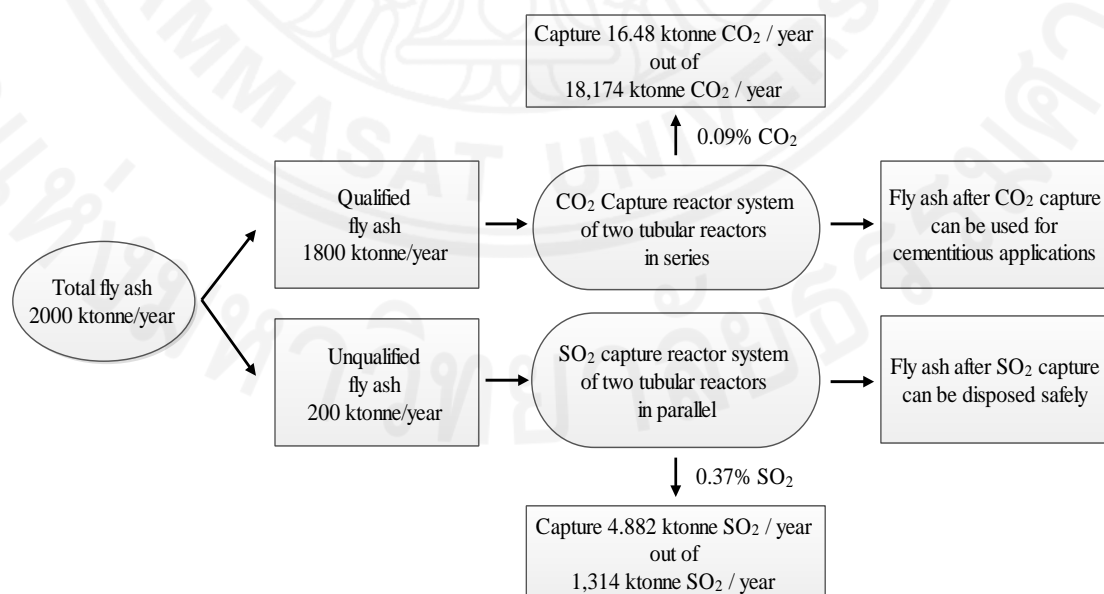 Capture 16.48 ktonne CO₂ / year
out of
18,174 ktonne CO₂ / year
0.09% CO₂
Qualified
fly ash
1800 ktonne/year
CO₂ Capture reactor system
of two tubular reactors
in series
Fly ash after CO₂ capture
can be used for
cementitious applications
Total fly ash
2000 ktonne/year
Unqualified
fly ash
200 ktonne/year
SO₂ capture reactor system
of two tubular reactors
in parallel
Fly ash after SO₂ capture
can be disposed safely
0.37% SO₂
Capture 4.882 ktonne SO₂ / year
out of
1,314 ktonne SO₂ / year